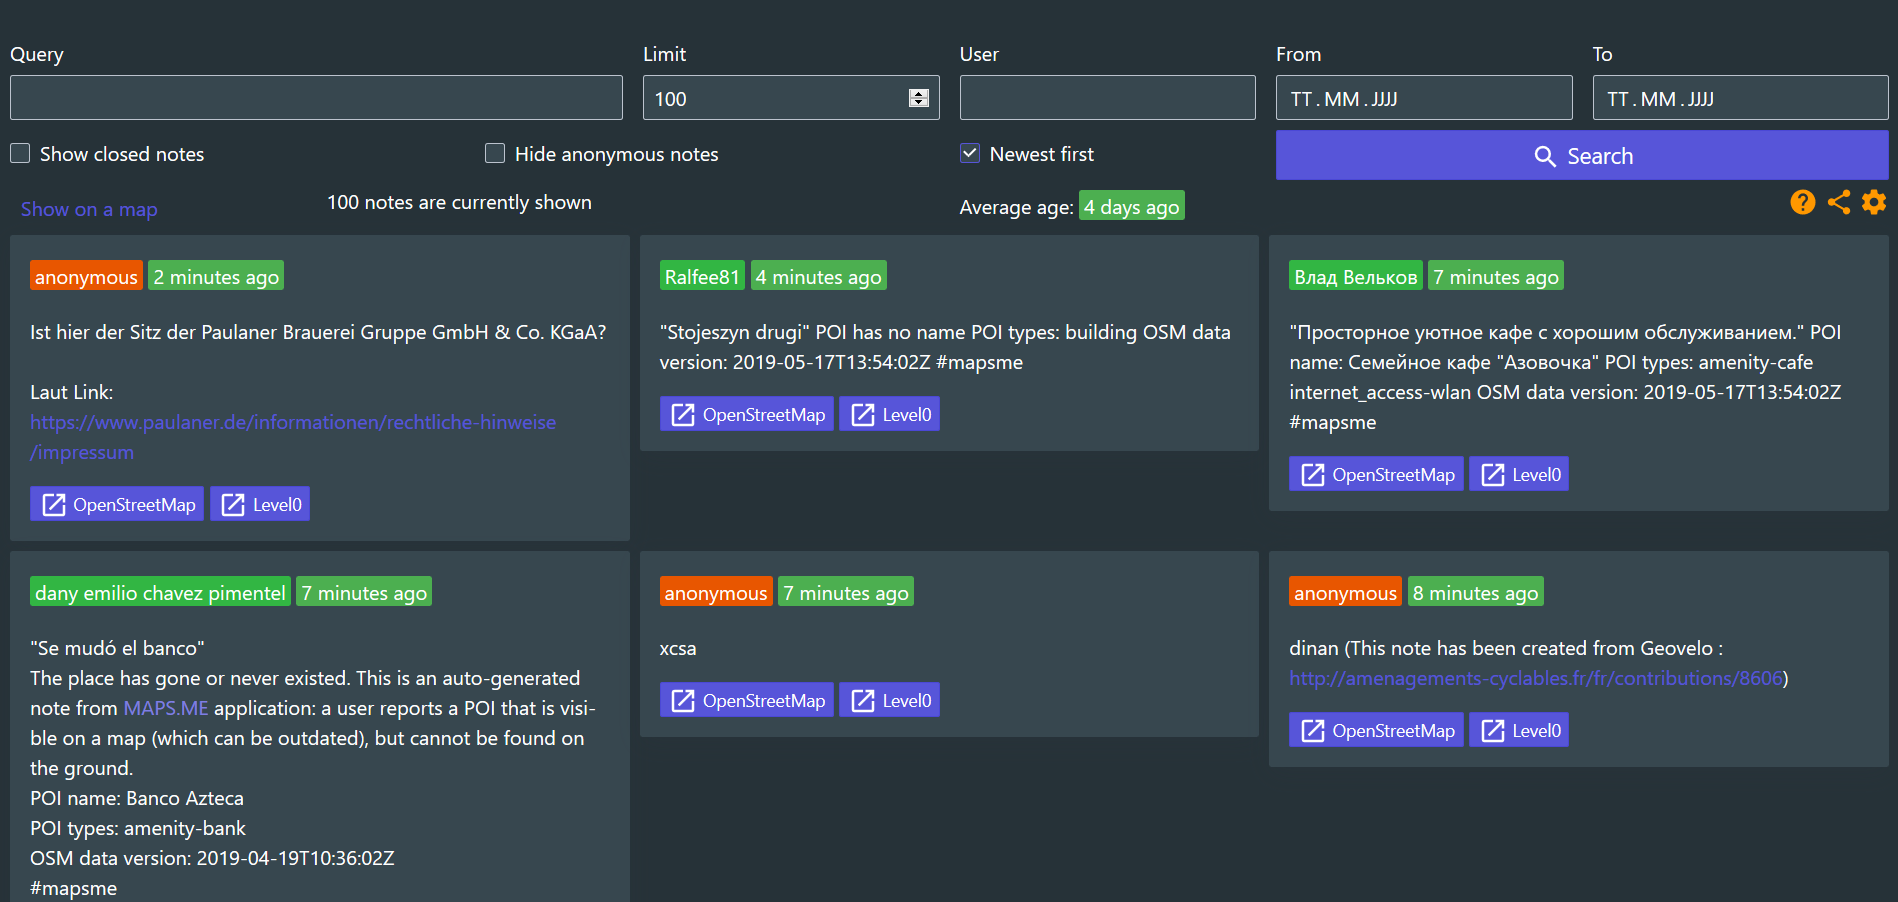 Query
Limit
User
From
To
100
TT.MM.JJJJ
TT.MM.JJJJ
Show closed notes
Hide anonymous notes
Newest first
Search
Show on a map
100 notes are currently shown
Average age: 4 days ago
anonymous 2 minutes ago
Ist hier der Sitz der Paulaner Brauerei Gruppe GmbH & Co. KGaA?
Laut Link:
https://www.paulaner.de/informationen/rechtliche-hinweise
/impressum
OpenStreetMap Level0
Ralfee81 4 minutes ago
"Stojeszyn drugi" POI has no name POI types: building OSM data
version: 2019-05-17T13:54:02Z #mapsme
OpenStreetMap Level0
Влад Вельков 7 minutes ago
"Просторное уютное кафе с хорошим обслуживанием." POI
name: Семейное кафе "Азовочка" POI types: amenity-cafe
internet_access-wlan OSM data version: 2019-05-17T13:54:02Z
#mapsme
OpenStreetMap Level0
dany emilio chavez pimentel 7 minutes ago
"Se mudó el banco"
The place has gone or never existed. This is an auto-generated
note from MAPS.ME application: a user reports a POI that is visi-
ble on a map (which can be outdated), but cannot be found on
the ground.
POI name: Banco Azteca
POI types: amenity-bank
OSM data version: 2019-04-19T10:36:02Z
#mapsme
anonymous 7 minutes ago
xcsa
OpenStreetMap Level0
anonymous 8 minutes ago
dinan (This note has been created from Geovelo :
http://amenagements-cyclables.fr/fr/contributions/8606)
OpenStreetMap Level0